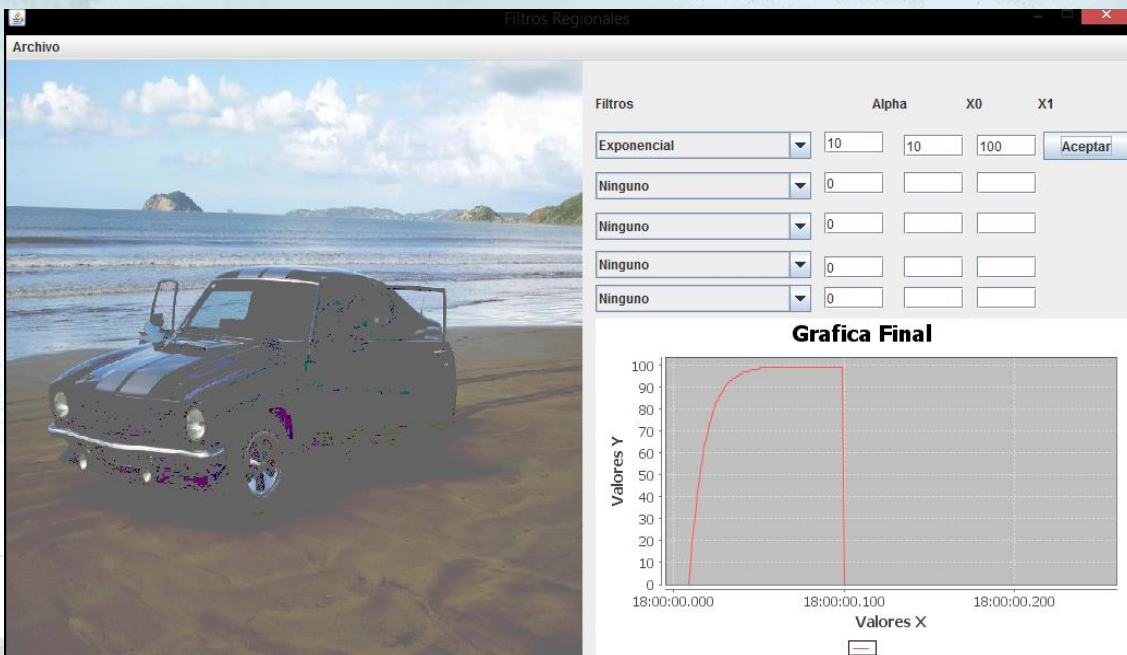 Filtros Regionales
Archivo
Filtros Alpha X0 X1
Exponencial 10 10 100 Aceptar
Ninguno 0
Ninguno 0
Ninguno 0
Ninguno 0
Grafica Final
100
90
80
70
60
50
40
30
20
10
0
Valores Y
18:00:00.000 18:00:00.100 18:00:00.200
Valores X